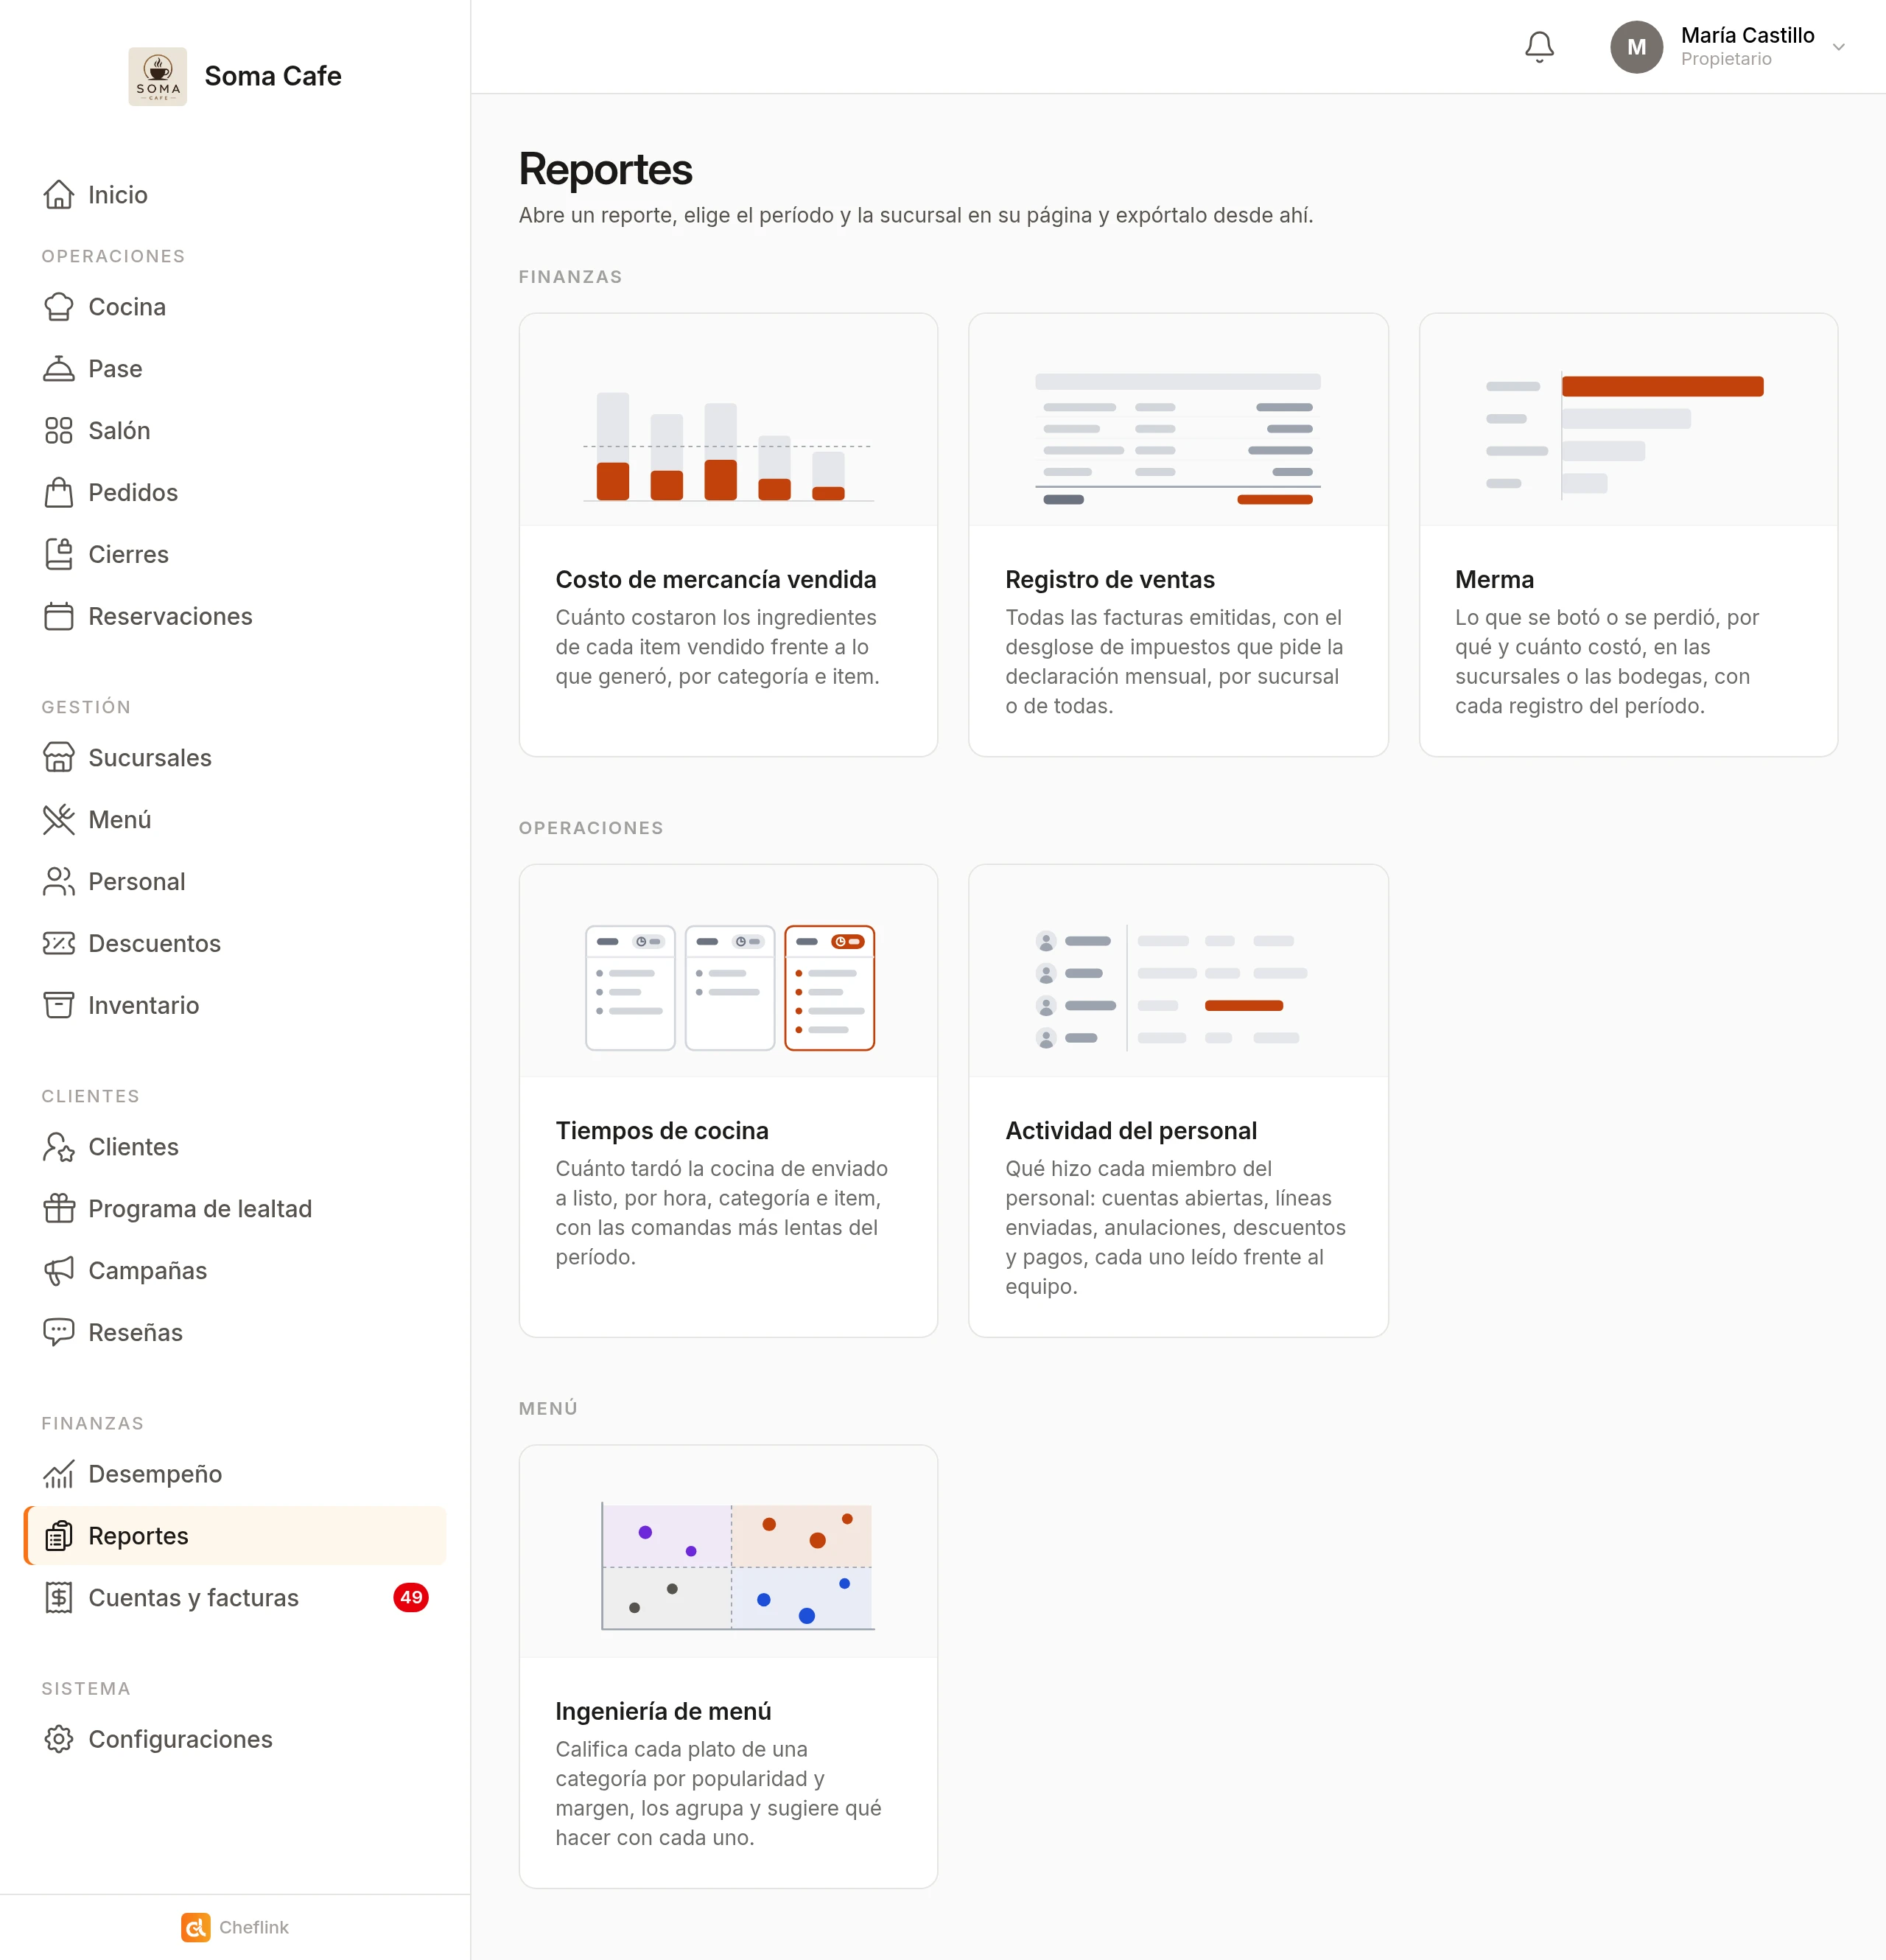 SOMA
CAFE
Soma Cafe
Inicio
OPERACIONES
Cocina
Pase
Salón
Pedidos
Cierres
Reservaciones
GESTIÓN
Sucursales
Menú
Personal
Descuentos
Inventario
CLIENTES
Clientes
Programa de lealtad
Campañas
Reseñas
FINANZAS
Desempeño
Reportes
Cuentas y facturas
49
SISTEMA
Configuraciones
Cheflink
M
María Castillo
Propietario
Reportes
Abre un reporte, elige el período y la sucursal en su página y expórtalo desde ahí.
FINANZAS
Costo de mercancía vendida
Cuánto costaron los ingredientes
de cada item vendido frente a lo
que generó, por categoría e item.
Registro de ventas
Todas las facturas emitidas, con el
desglose de impuestos que pide la
declaración mensual, por sucursal
o de todas.
Merma
Lo que se botó o se perdió, por
qué y cuánto costó, en las
sucursales o las bodegas, con
cada registro del período.
OPERACIONES
Tiempos de cocina
Cuánto tardó la cocina de enviado
a listo, por hora, categoría e item,
con las comandas más lentas del
período.
Actividad del personal
Qué hizo cada miembro del
personal: cuentas abiertas, líneas
enviadas, anulaciones, descuentos
y pagos, cada uno leído frente al
equipo.
MENÚ
Ingeniería de menú
Califica cada plato de una
categoría por popularidad y
margen, los agrupa y sugiere qué
hacer con cada uno.